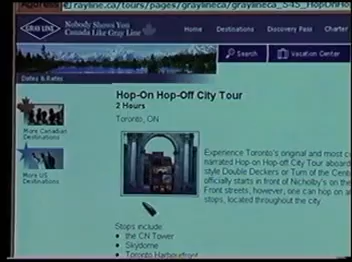 Address
rayline.ca/tours/pages/graylineca/graylineca_S4S_HopOnHo
GRAY LINE
Nobody Shows You
Canada Like Gray Line
Home Destinations Discovery Pass Charter
Search Vacation Center
Dates & Rates
Hop-On Hop-Off City Tour
2 Hours
Toronto, ON
More Canadian
Destinations
More US
Destinations
Experience Toronto's original and most c
narrated Hop-on Hop-off City Tour aboard
style Double Deckers or Turn of the Cent
officially starts in front of Nicholby's on the
Front streets, however, one can hop on a
stops, located throughout the city
Stops include:
the CN Tower
Skydome
Toronto Harbourfront